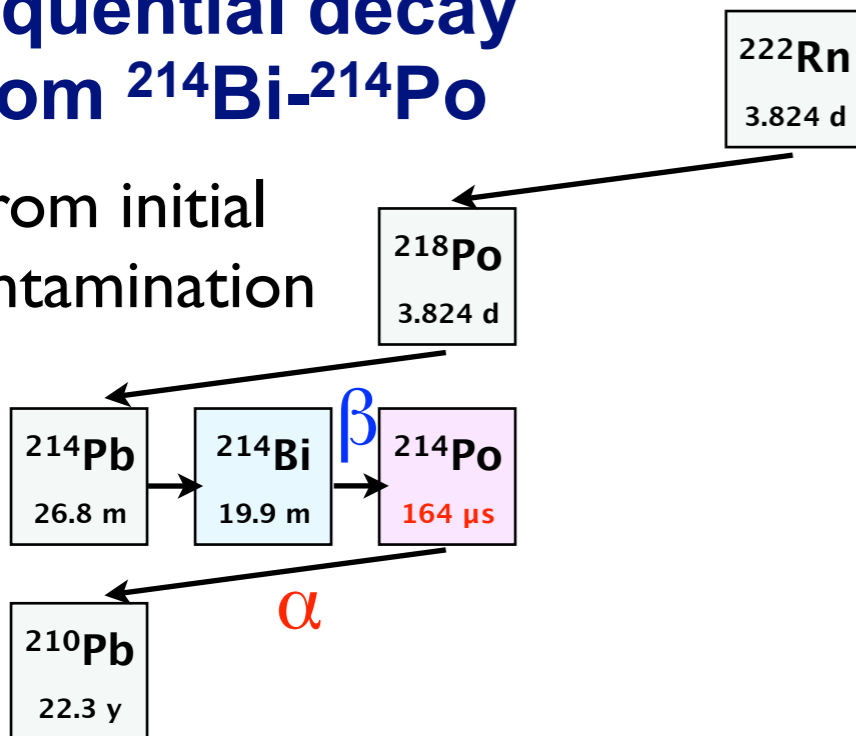 quential decay
om ²¹⁴Bi-²¹⁴Po
rom initial
ntamination
²²²Rn
3.824 d
²¹⁸Po
3.824 d
β
²¹⁴Pb
26.8 m
²¹⁴Bi
19.9 m
²¹⁴Po
164 µs
α
²¹⁰Pb
22.3 y